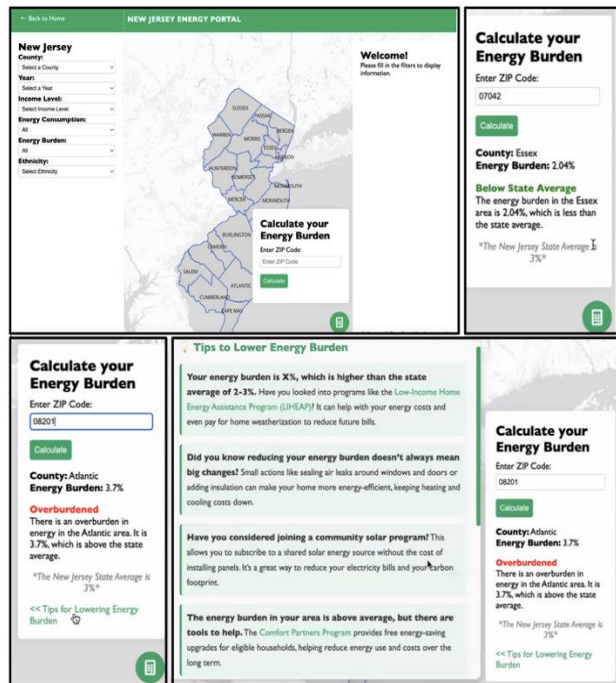 ← Back to Home
NEW JERSEY ENERGY PORTAL
New Jersey
County:
Select a County
Year:
Select a Year
Income Level:
Select Income Level
Energy Consumption:
All
Energy Burden:
All
Ethnicity:
Select Ethnicity
SUSSEX
PASSAIC
BERGEN
WARREN
MORRIS
ESSEX
HUDSON
HUNTERDON
SOMERSET
MONMOUTH
MERCER
MONMOUTH
BURLINGTON
CAMDEN
SALEM
ATLANTIC
CUMBERLAND
CAPE MAY
Welcome!
Please fill in the filters to display
information.
Calculate your
Energy Burden
Enter ZIP Code:
Enter ZIP Code
Calculate
Calculate your
Energy Burden
Enter ZIP Code:
07042
Calculate
County: Essex
Energy Burden: 2.04%
Below State Average
The energy burden in the Essex
area is 2.04%, which is less than
the state average.
*The New Jersey State Average is
3%*
Calculate your
Energy Burden
Enter ZIP Code:
08201
Calculate
County: Atlantic
Energy Burden: 3.7%
Overburdened
There is an overburden in
energy in the Atlantic area. It is
3.7%, which is above the state
average.
*The New Jersey State Average is
3%*
<< Tips for Lowering Energy
Burden
Tips to Lower Energy Burden
Your energy burden is X%, which is higher than the state
average of 2-3%. Have you looked into programs like the Low-Income Home
Energy Assistance Program (LIHEAP)? It can help with your energy costs and
even pay for home weatherization to reduce future bills.
Did you know reducing your energy burden doesn't always mean
big changes? Small actions like sealing air leaks around windows and doors or
adding insulation can make your home more energy-efficient, keeping heating and
cooling costs down.
Have you considered joining a community solar program? This
allows you to subscribe to a shared solar energy source without the cost of
installing panels. It's a great way to reduce your electricity bills and your carbon
footprint.
The energy burden in your area is above average, but there are
tools to help. The Comfort Partners Program provides free energy-saving
upgrades for eligible households, helping reduce energy use and costs over the
long term.
Calculate your
Energy Burden
Enter ZIP Code:
08201
Calculate
County: Atlantic
Energy Burden: 3.7%
Overburdened
There is an overburden in
energy in the Atlantic area. It is
3.7%, which is above the state
average.
*The New Jersey State Average is
3%*
<< Tips for Lowering Energy
Burden